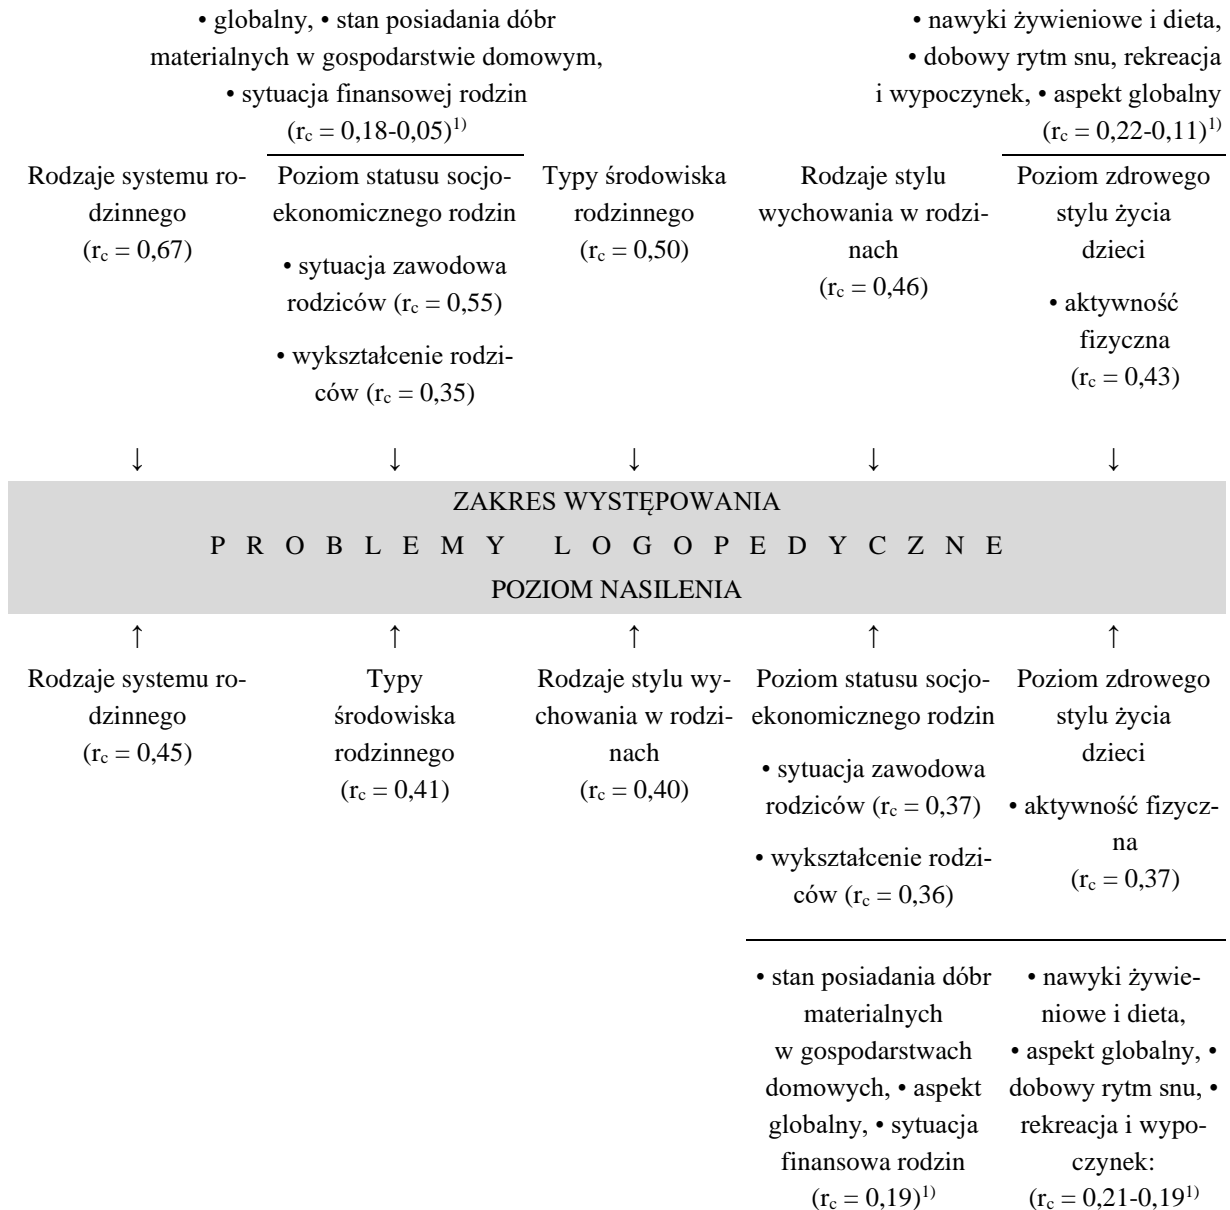 • globalny, • stan posiadania dóbr
materialnych w gospodarstwie domowym,
• sytuacja finansowej rodzin
(rc = 0,18-0,05)1)
• nawyki żywieniowe i dieta,
• dobowy rytm snu, rekreacja
i wypoczynek, • aspekt globalny
(rc = 0,22-0,11)1)
Rodzaje systemu ro-
dzinnego
(rc = 0,67)
Poziom statusu socjo-
ekonomicznego rodzin
• sytuacja zawodowa
rodziców (rc = 0,55)
• wykształcenie rodzi-
ców (rc = 0,35)
Typy środowiska
rodzinnego
(rc = 0,50)
Rodzaje stylu
wychowania w rodzi-
nach
(rc = 0,46)
Poziom zdrowego
stylu życia
dzieci
• aktywność
fizyczna
(rc = 0,43)
↓ ↓ ↓ ↓ ↓
ZAKRES WYSTĘPOWANIA
P R O B L E M Y L O G O P E D Y C Z N E
POZIOM NASILENIA
↑ ↑ ↑ ↑ ↑
Rodzaje systemu ro-
dzinnego
(rc = 0,45)
Typy
środowiska
rodzinnego
(rc = 0,41)
Rodzaje stylu wy-
chowania w rodzi-
nach
(rc = 0,40)
Poziom statusu socjo-
ekonomicznego rodzin
• sytuacja zawodowa
rodziców (rc = 0,37)
• wykształcenie rodzi-
ców (rc = 0,36)
Poziom zdrowego
stylu życia
dzieci
• aktywność fizycz-
na
(rc = 0,37)
• stan posiadania dóbr
materialnych
w gospodarstwach
domowych, • aspekt
globalny, • sytuacja
finansowa rodzin
(rc = 0,19)1)
• nawyki żywie-
niowe i dieta,
• aspekt globalny, •
dobowy rytm snu, •
rekreacja i wypo-
czynek:
(rc = 0,21-0,191)